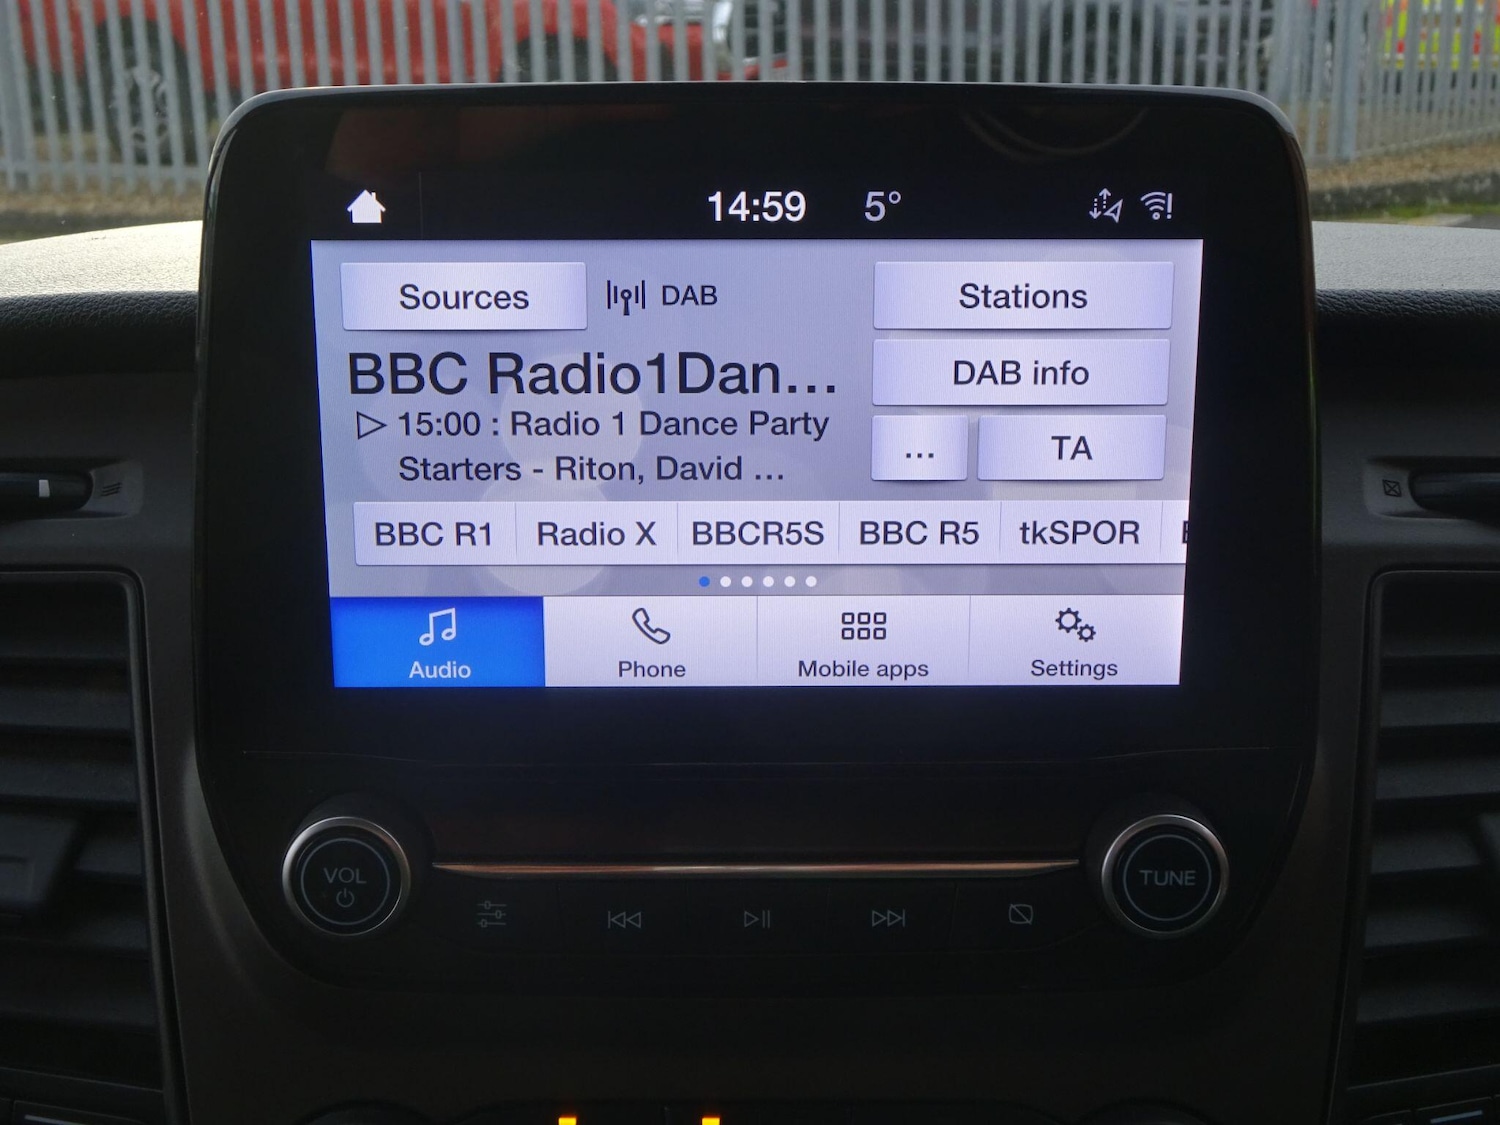 14:59 5°
Sources DAB Stations
BBC Radio1Dan...
DAB info
15:00 : Radio 1 Dance Party
Starters - Riton, David ...
... TA
BBC R1 Radio X BBCR5S BBC R5 tkSPOR
Audio Phone Mobile apps Settings
VOL TUNE